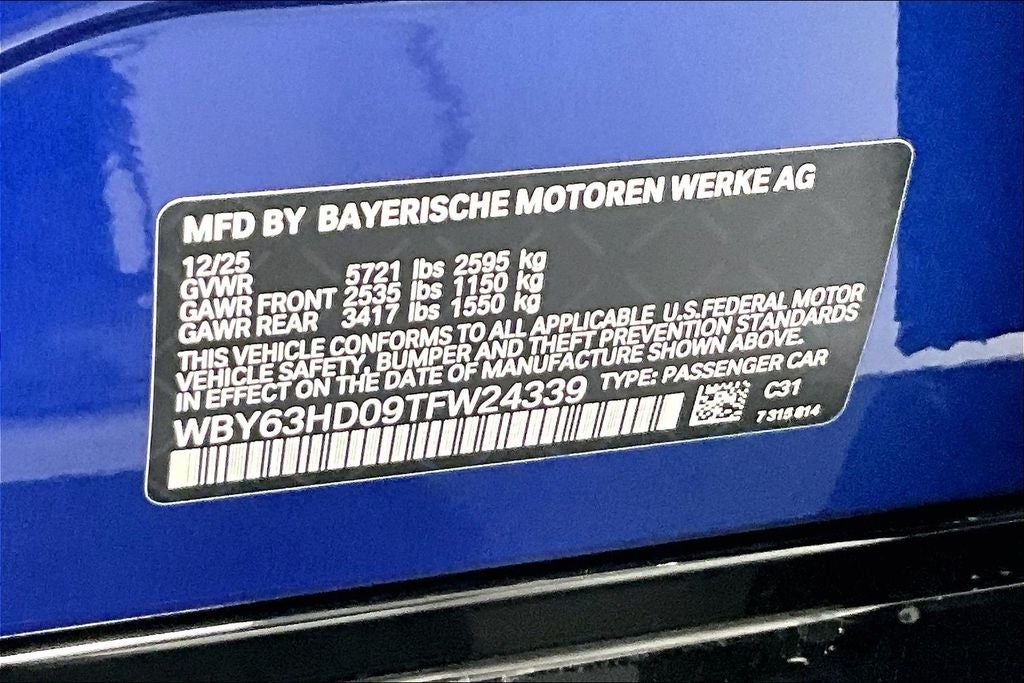 MFD BY BAYERISCHE MOTOREN WERKE AG
12/25
GVWR 5721 lbs 2595 kg
GAWR FRONT 2535 lbs 1150 kg
GAWR REAR 3417 lbs 1550 kg
THIS VEHICLE CONFORMS TO ALL APPLICABLE U.S.FEDERAL MOTOR
VEHICLE SAFETY, BUMPER AND THEFT PREVENTION STANDARDS
IN EFFECT ON THE DATE OF MANUFACTURE SHOWN ABOVE.
WBY63HD09TFW24339 TYPE: PASSENGER CAR
C31
7 315 814